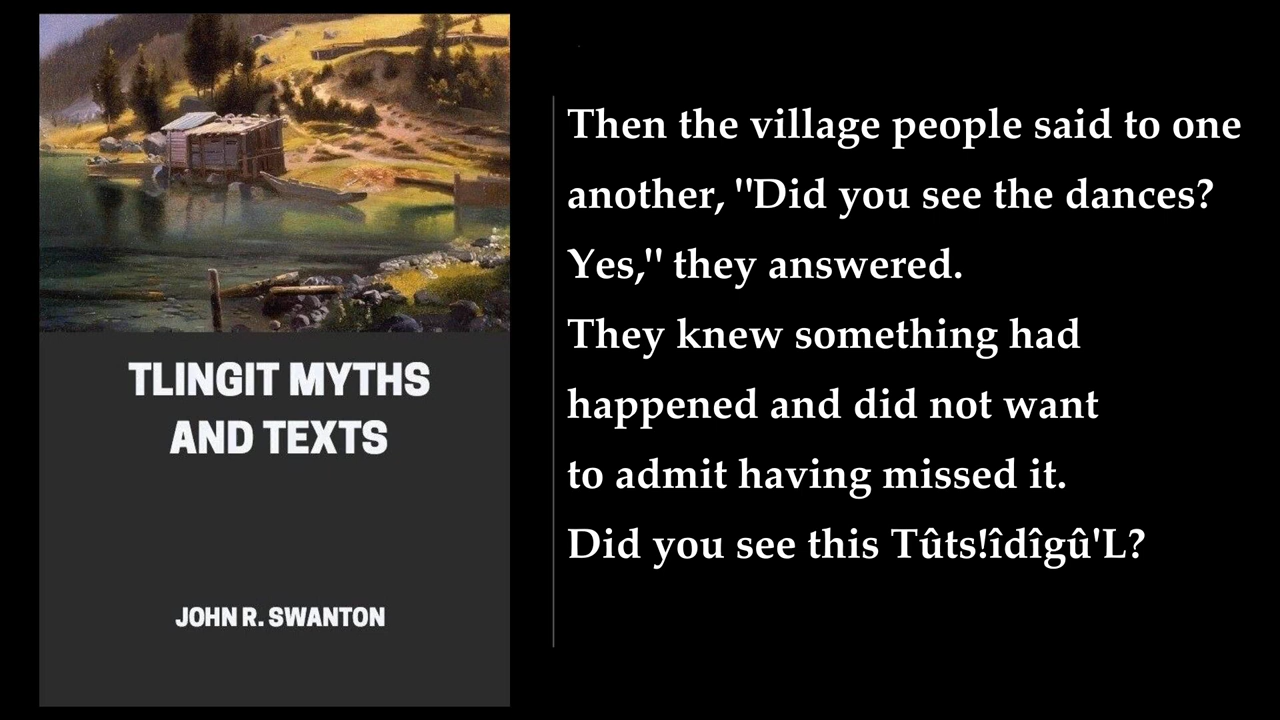 TLINGIT MYTHS
AND TEXTS
JOHN R. SWANTON
Then the village people said to one
another, "Did you see the dances?
Yes," they answered.
They knew something had
happened and did not want
to admit having missed it.
Did you see this Tûts!îdîgû'L?